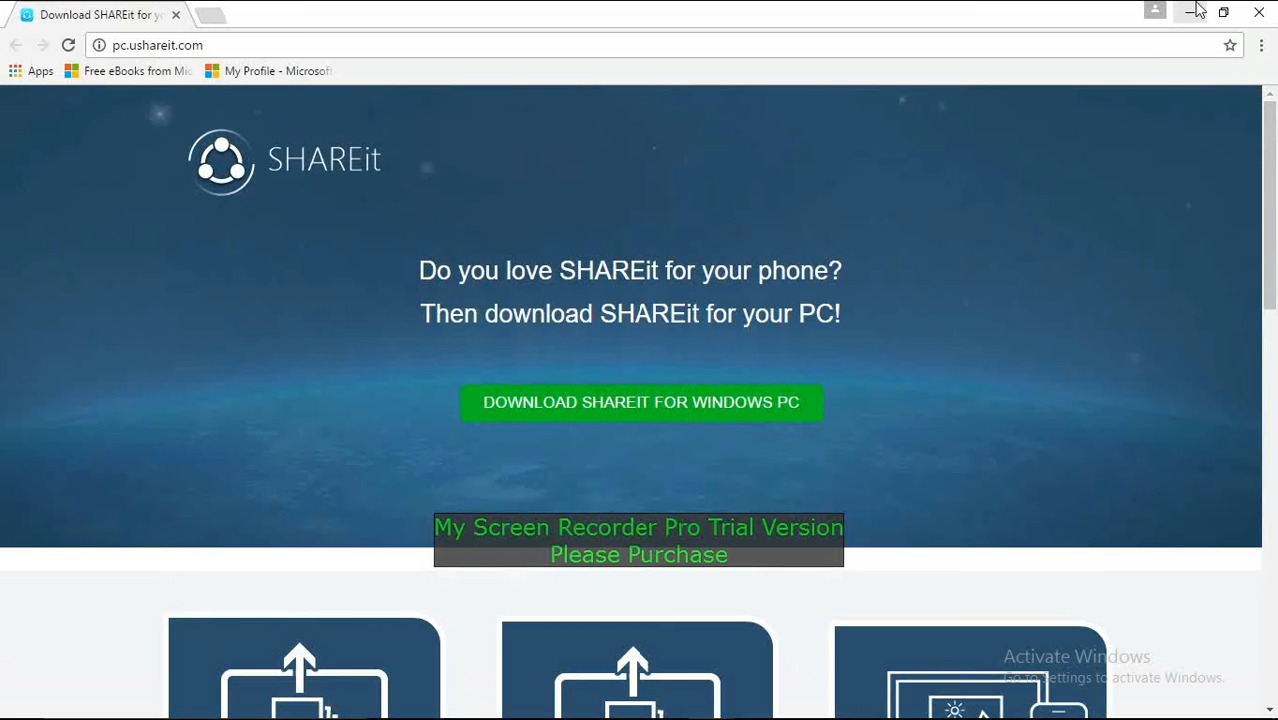 Download SHAREit for y
pc.ushareit.com
Apps
Free eBooks from Mic
My Profile - Microsoft
SHAREit
Do you love SHAREit for your phone?
Then download SHAREit for your PC!
DOWNLOAD SHAREIT FOR WINDOWS PC
My Screen Recorder Pro Trial Version
Please Purchase
Activate Windows
Go to Settings to activate Windows.